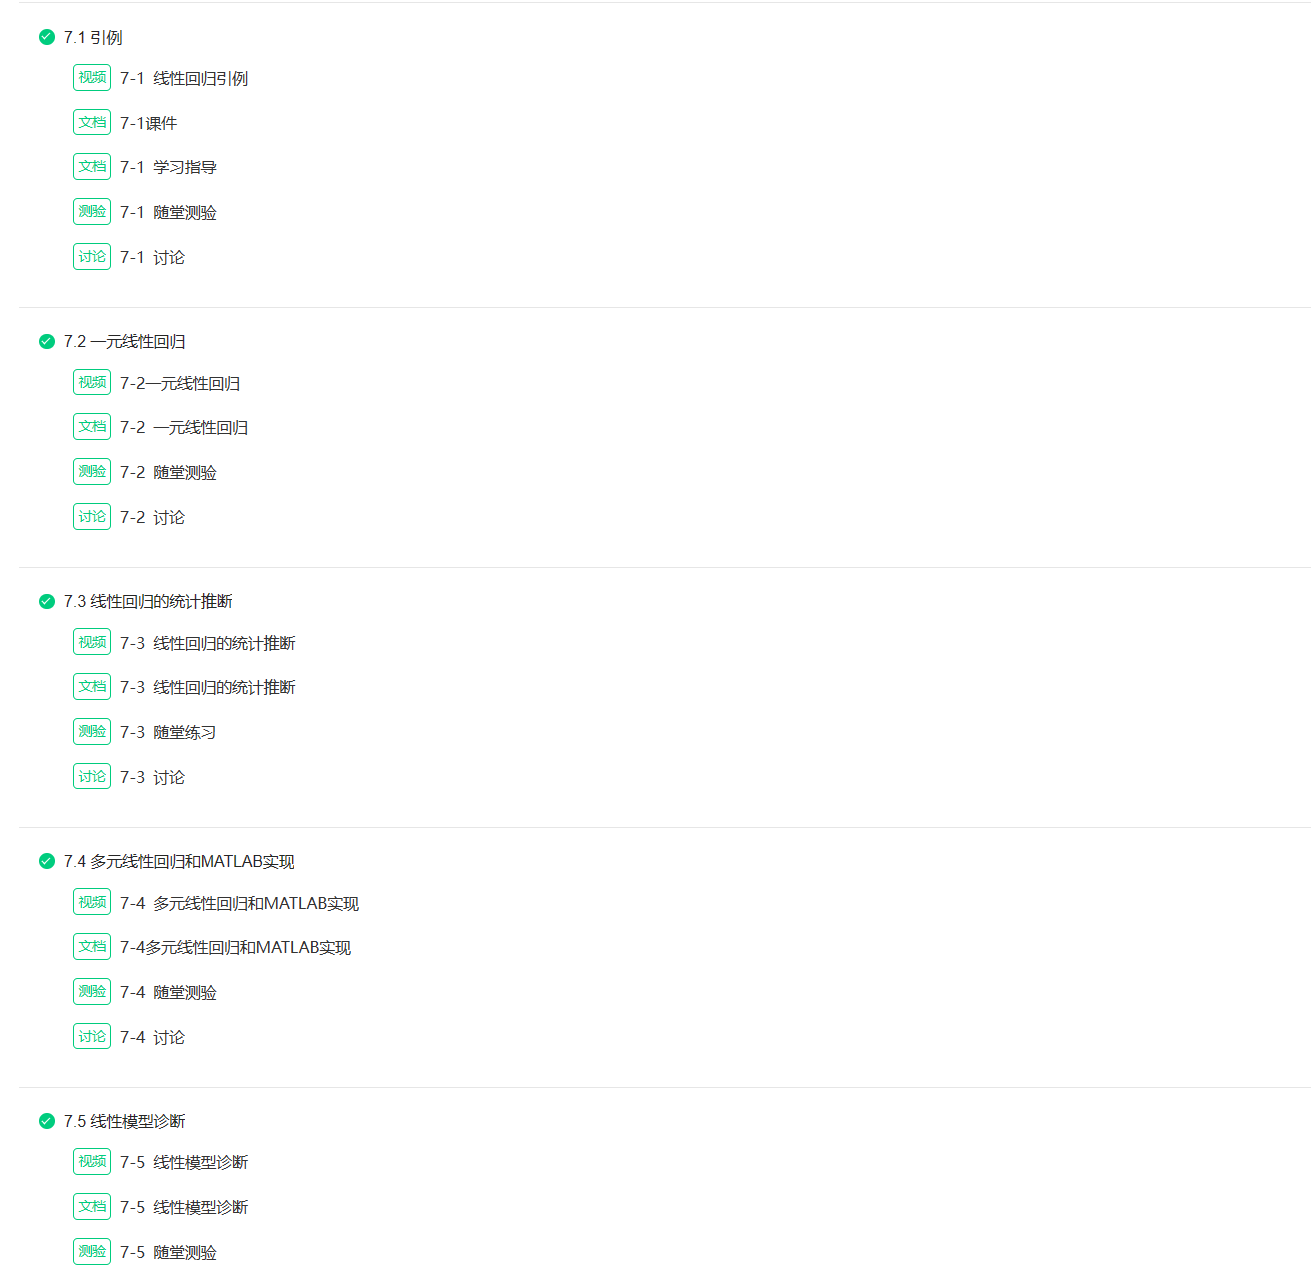 7.1 引例
视频 7-1 线性回归引例
文档 7-1课件
文档 7-1 学习指导
测验 7-1 随堂测验
讨论 7-1 讨论
7.2 一元线性回归
视频 7-2一元线性回归
文档 7-2 一元线性回归
测验 7-2 随堂测验
讨论 7-2 讨论
7.3 线性回归的统计推断
视频 7-3 线性回归的统计推断
文档 7-3 线性回归的统计推断
测验 7-3 随堂练习
讨论 7-3 讨论
7.4 多元线性回归和MATLAB实现
视频 7-4 多元线性回归和MATLAB实现
文档 7-4多元线性回归和MATLAB实现
测验 7-4 随堂测验
讨论 7-4 讨论
7.5 线性模型诊断
视频 7-5 线性模型诊断
文档 7-5 线性模型诊断
测验 7-5 随堂测验